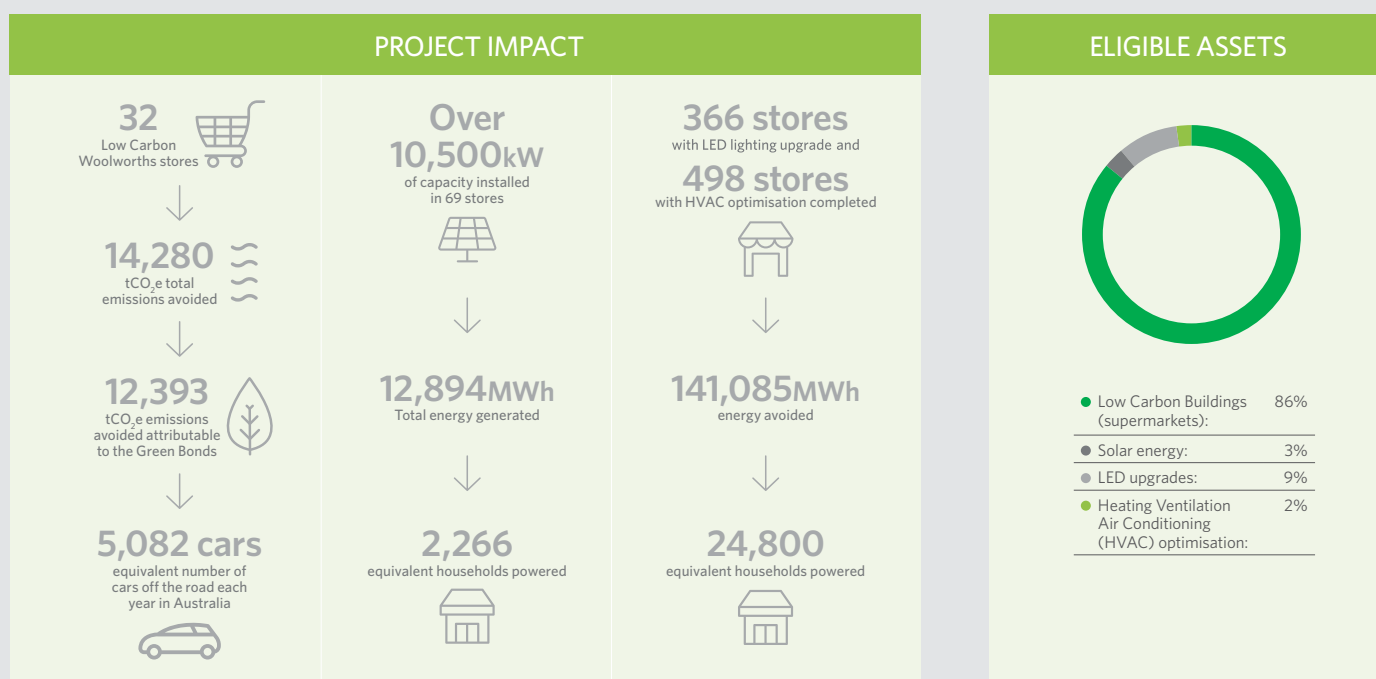 PROJECT IMPACT
32
Low Carbon
Woolworths stores
14,280
tCO₂e total
emissions avoided
12,393
tCO₂e emissions
avoided attributable
to the Green Bonds
5,082 cars
equivalent number of
cars off the road each
year in Australia
Over
10,500kW
of capacity installed
in 69 stores
12,894MWh
Total energy generated
2,266
equivalent households powered
366 stores
with LED lighting upgrade and
498 stores
with HVAC optimisation completed
141,085MWh
energy avoided
24,800
equivalent households powered
ELIGIBLE ASSETS
Low Carbon Buildings 86%
(supermarkets):
Solar energy: 3%
LED upgrades: 9%
Heating Ventilation 2%
Air Conditioning
(HVAC) optimisation: